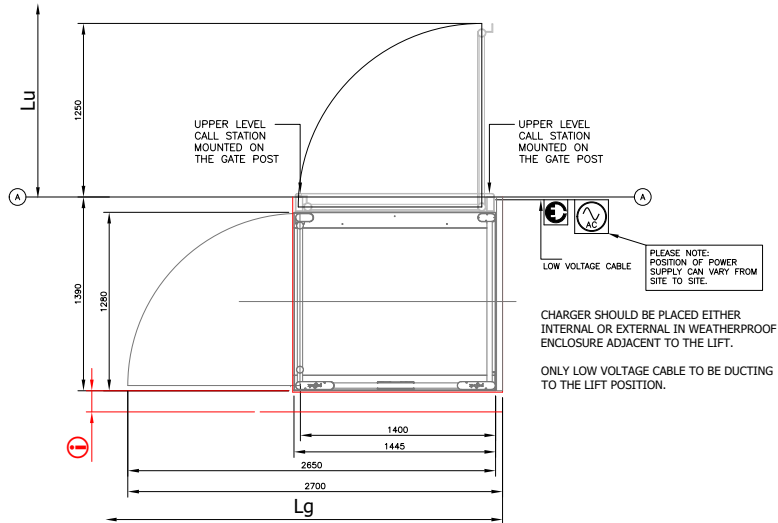 Lu
1250
UPPER LEVEL
CALL STATION
MOUNTED ON
THE GATE POST
UPPER LEVEL
CALL STATION
MOUNTED ON
THE GATE POST
A
A
AC
1390
1280
LOW VOLTAGE CABLE
PLEASE NOTE:
POSITION OF POWER
SUPPLY CAN VARY FROM
SITE TO SITE.
CHARGER SHOULD BE PLACED EITHER
INTERNAL OR EXTERNAL IN WEATHERPROOF
ENCLOSURE ADJACENT TO THE LIFT.
ONLY LOW VOLTAGE CABLE TO BE DUCTING
TO THE LIFT POSITION.
i
1400
1445
2650
2700
Lg